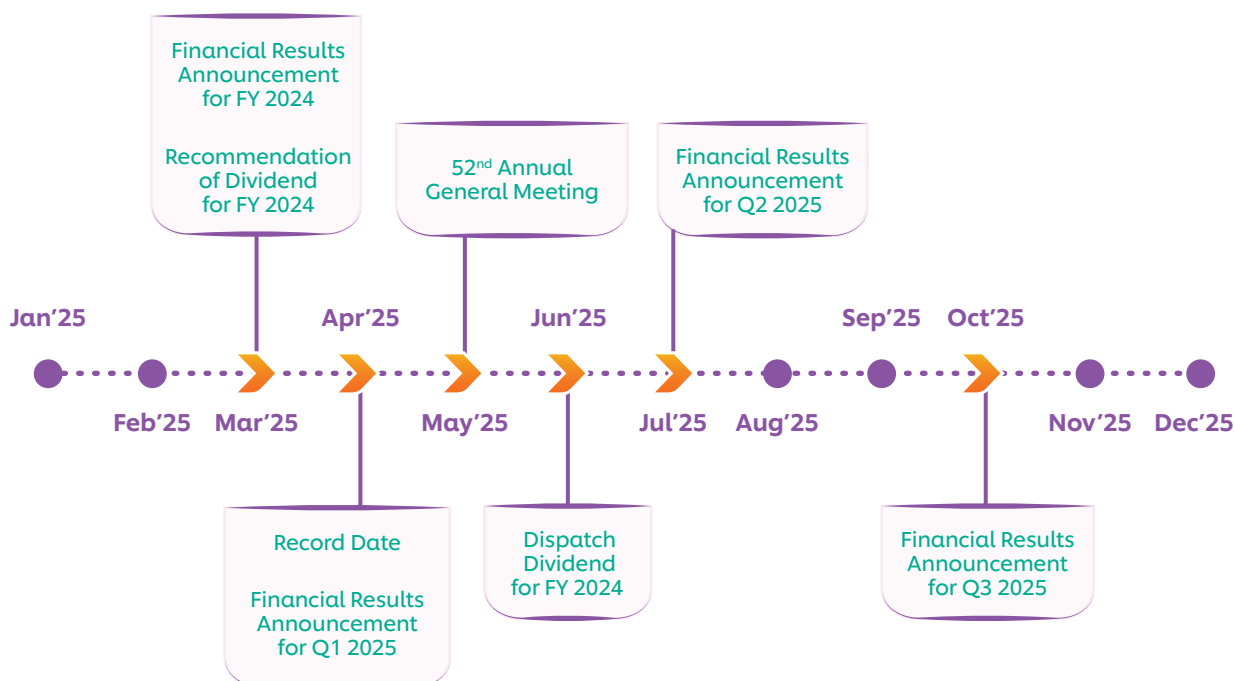 Financial Results
Announcement
for FY 2024
Recommendation
of Dividend
for FY 2024
52nd Annual
General Meeting
Financial Results
Announcement
for Q2 2025
Jan’25
Apr’25
Jun’25
Sep’25
Oct’25
Feb’25
Mar’25
May’25
Jul’25
Aug’25
Nov’25
Dec’25
Record Date
Financial Results
Announcement
for Q1 2025
Dispatch
Dividend
for FY 2024
Financial Results
Announcement
for Q3 2025